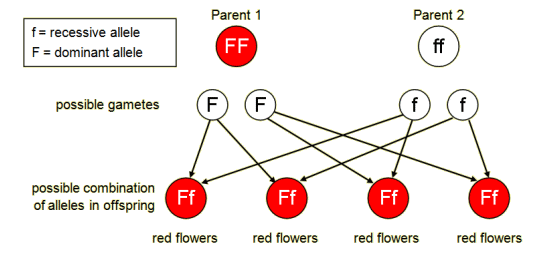 Parent 1
Parent 2
f = recessive allele
F = dominant allele
FF
ff
possible gametes
F
F
f
f
possible combination
of alleles in offspring
Ff
Ff
Ff
Ff
red flowers
red flowers
red flowers
red flowers